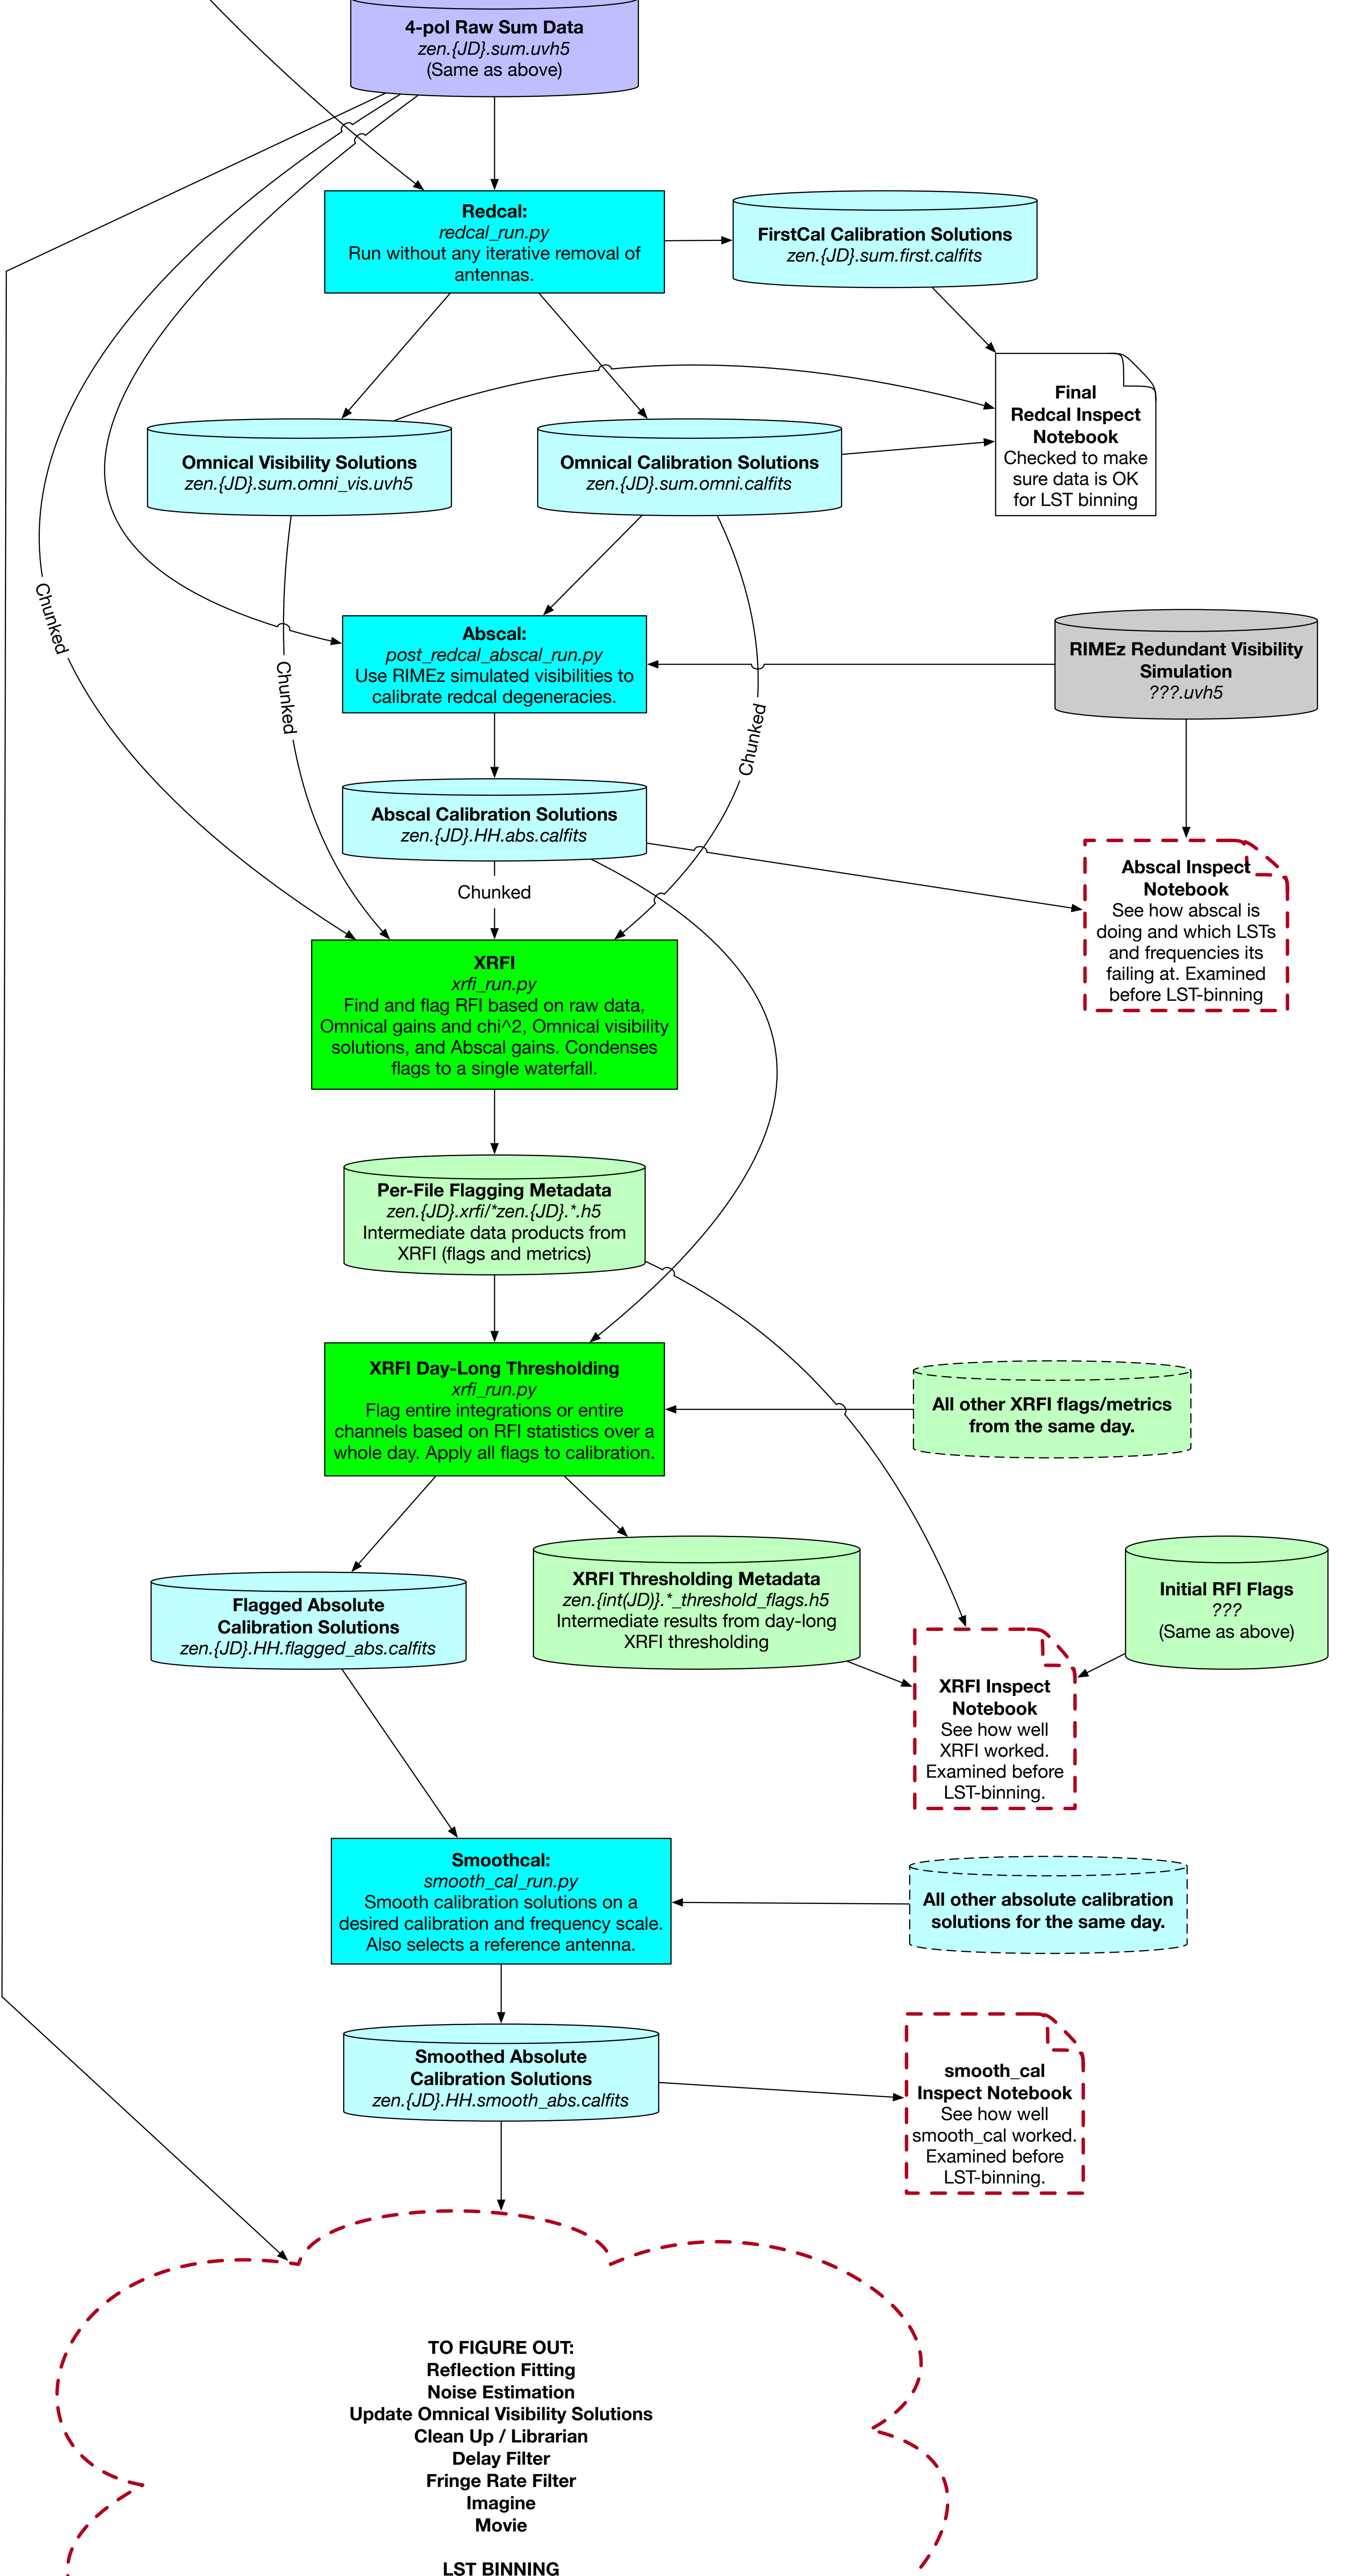 4-pol Raw Sum Data
zen.{JD}.sum.uvh5
(Same as above)
Redcal:
redcal_run.py
Run without any iterative removal of
antennas.
FirstCal Calibration Solutions
zen.{JD}.sum.first.calfits
Final
Redcal Inspect
Notebook
Checked to make
sure data is OK
for LST binning
Omnical Visibility Solutions
zen.{JD}.sum.omni_vis.uvh5
Omnical Calibration Solutions
zen.{JD}.sum.omni.calfits
Chunked
Chunked
Chunked
Abscal:
post_redcal_abscal_run.py
Use RIMEz simulated visibilities to
calibrate redcal degeneracies.
RIMEz Redundant Visibility
Simulation
???.uvh5
Abscal Calibration Solutions
zen.{JD}.HH.abs.calfits
Chunked
Abscal Inspect
Notebook
See how abscal is
doing and which LSTs
and frequencies its
failing at. Examined
before LST-binning
XRFI
xrfi_run.py
Find and flag RFI based on raw data,
Omnical gains and chi^2, Omnical visibility
solutions, and Abscal gains. Condenses
flags to a single waterfall.
Per-File Flagging Metadata
zen.{JD}.xrfi/*zen.{JD}.*.h5
Intermediate data products from
XRFI (flags and metrics)
XRFI Day-Long Thresholding
xrfi_run.py
Flag entire integrations or entire
channels based on RFI statistics over a
whole day. Apply all flags to calibration.
All other XRFI flags/metrics
from the same day.
Flagged Absolute
Calibration Solutions
zen.{JD}.HH.flagged_abs.calfits
XRFI Thresholding Metadata
zen.{int(JD)}.*_threshold_flags.h5
Intermediate results from day-long
XRFI thresholding
Initial RFI Flags
???
(Same as above)
XRFI Inspect
Notebook
See how well
XRFI worked.
Examined before
LST-binning.
Smoothcal:
smooth_cal_run.py
Smooth calibration solutions on a
desired calibration and frequency scale.
Also selects a reference antenna.
All other absolute calibration
solutions for the same day.
Smoothed Absolute
Calibration Solutions
zen.{JD}.HH.smooth_abs.calfits
smooth_cal
Inspect Notebook
See how well
smooth_cal worked.
Examined before
LST-binning.
TO FIGURE OUT:
Reflection Fitting
Noise Estimation
Update Omnical Visibility Solutions
Clean Up / Librarian
Delay Filter
Fringe Rate Filter
Imagine
Movie
LST BINNING